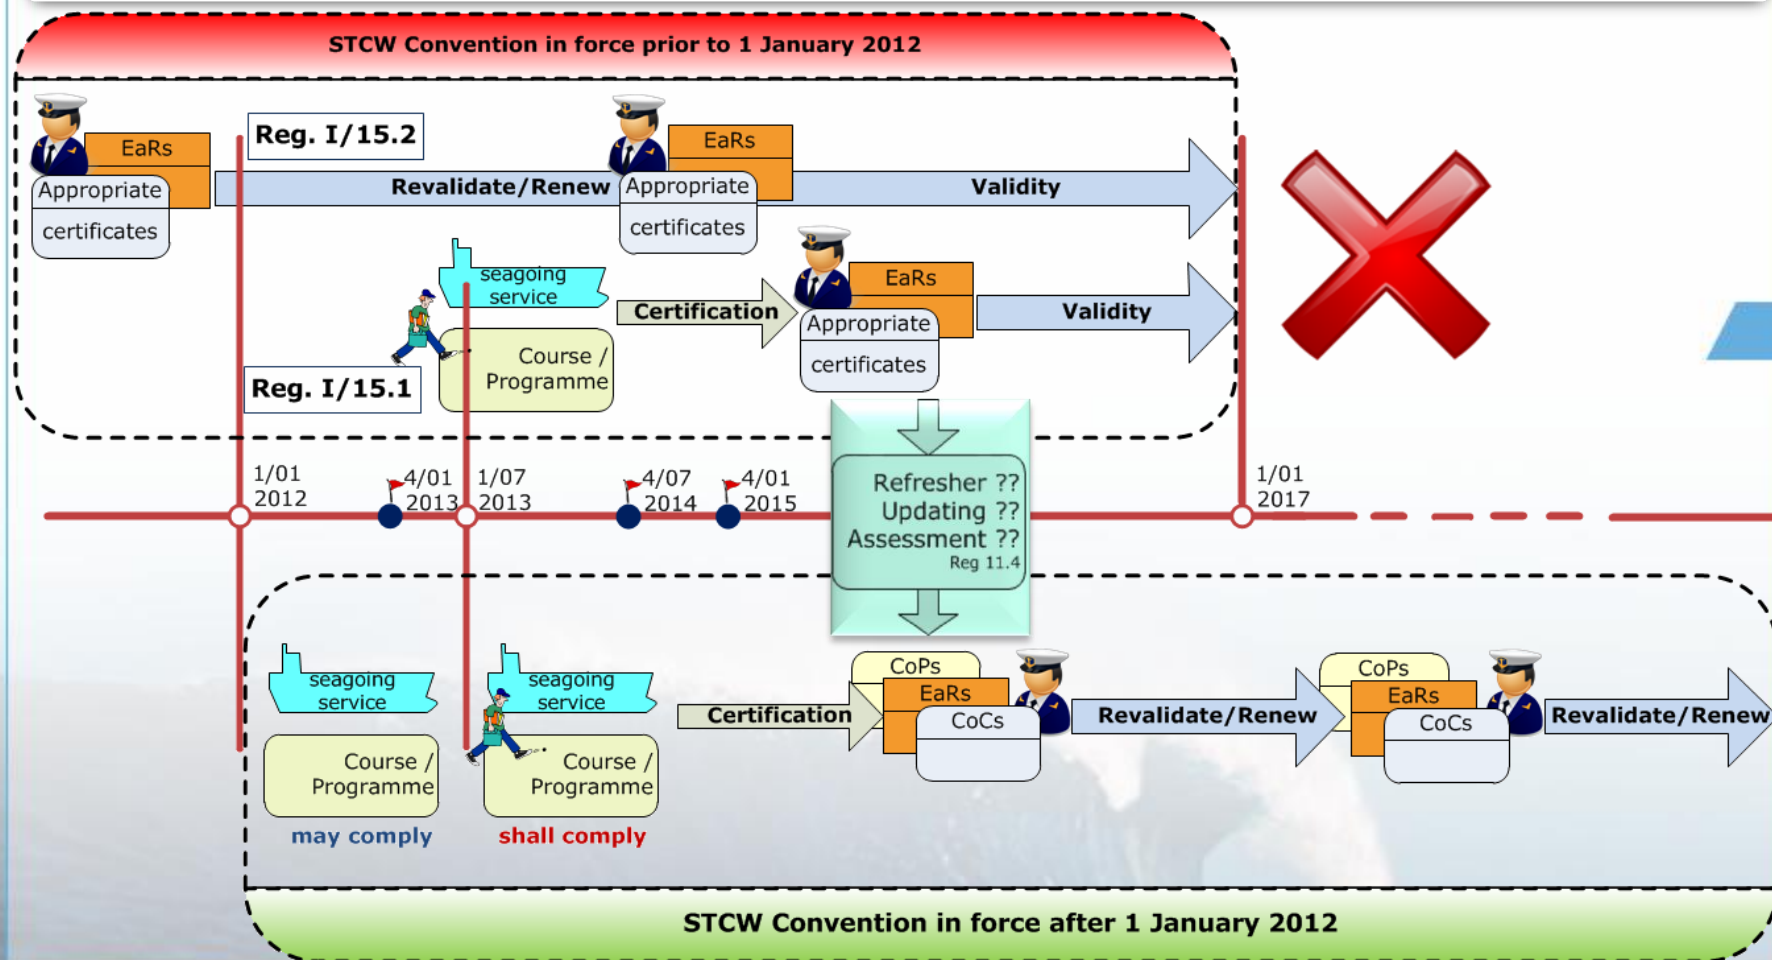 STCW Convention in force prior to 1 January 2012
Reg. I/15.2
EaRs
Appropriate
certificates
Revalidate/Renew
EaRs
Appropriate
certificates
Validity
seagoing
service
Certification
EaRs
Appropriate
certificates
Validity
Course /
Programme
Reg. I/15.1
1/01
2012
4/01
2013
1/07
2013
4/07
2014
4/01
2015
Refresher ??
Updating ??
Assessment ??
Reg 11.4
1/01
2017
seagoing
service
Course /
Programme
may comply
seagoing
service
Course /
Programme
shall comply
Certification
CoPs
EaRs
CoCs
Revalidate/Renew
CoPs
EaRs
CoCs
Revalidate/Renew
STCW Convention in force after 1 January 2012